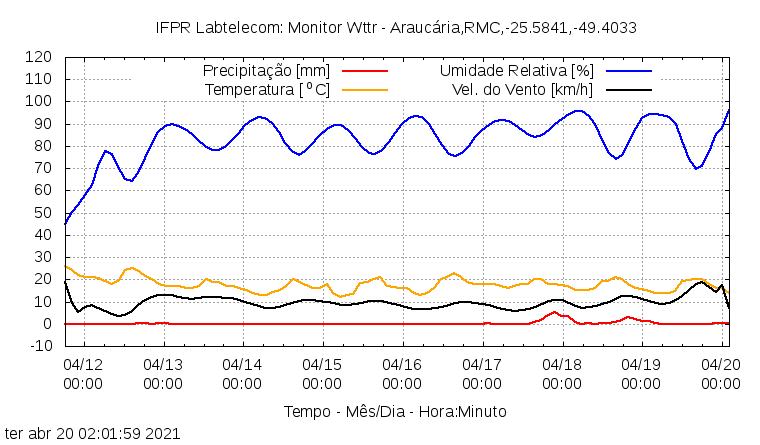 IFPR Labtelecom: Monitor Wttr - Araucária,RMC,-25.5841,-49.4033
Precipitação [mm]
Umidade Relativa [%]
Temperatura [ ⁰C]
Vel. do Vento [km/h]
120
110
100
90
80
70
60
50
40
30
20
10
0
-10
04/12 04/13 04/14 04/15 04/16 04/17 04/18 04/19 04/20
00:00 00:00 00:00 00:00 00:00 00:00 00:00 00:00 00:00
Tempo - Mês/Dia - Hora:Minuto
ter abr 20 02:01:59 2021